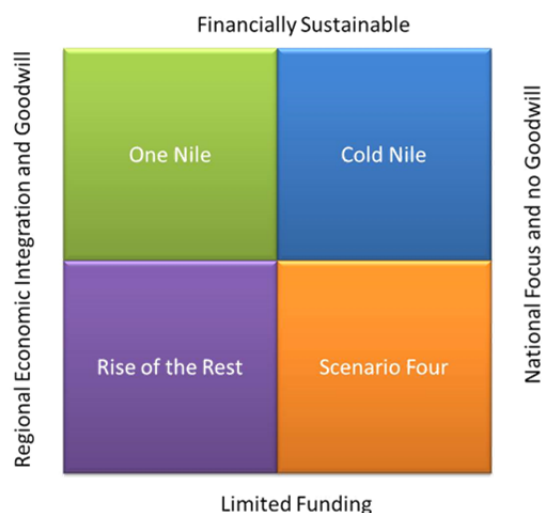 Financially Sustainable
Regional Economic Integration and Goodwill
One Nile
Cold Nile
National Focus and no Goodwill
Rise of the Rest
Scenario Four
Limited Funding